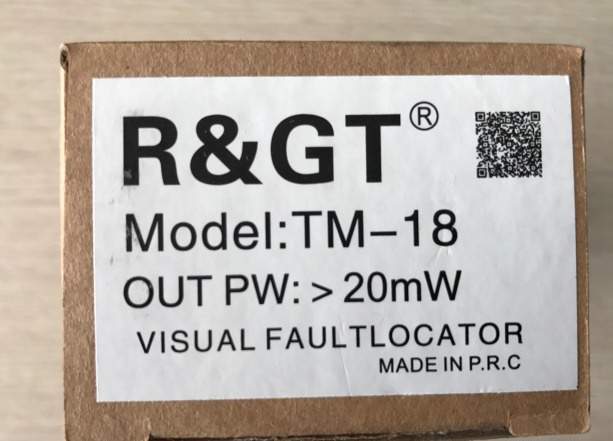 R&GT®
Model:TM-18
OUT PW: > 20mW
VISUAL FAULTLOCATOR
MADE IN P.R.C